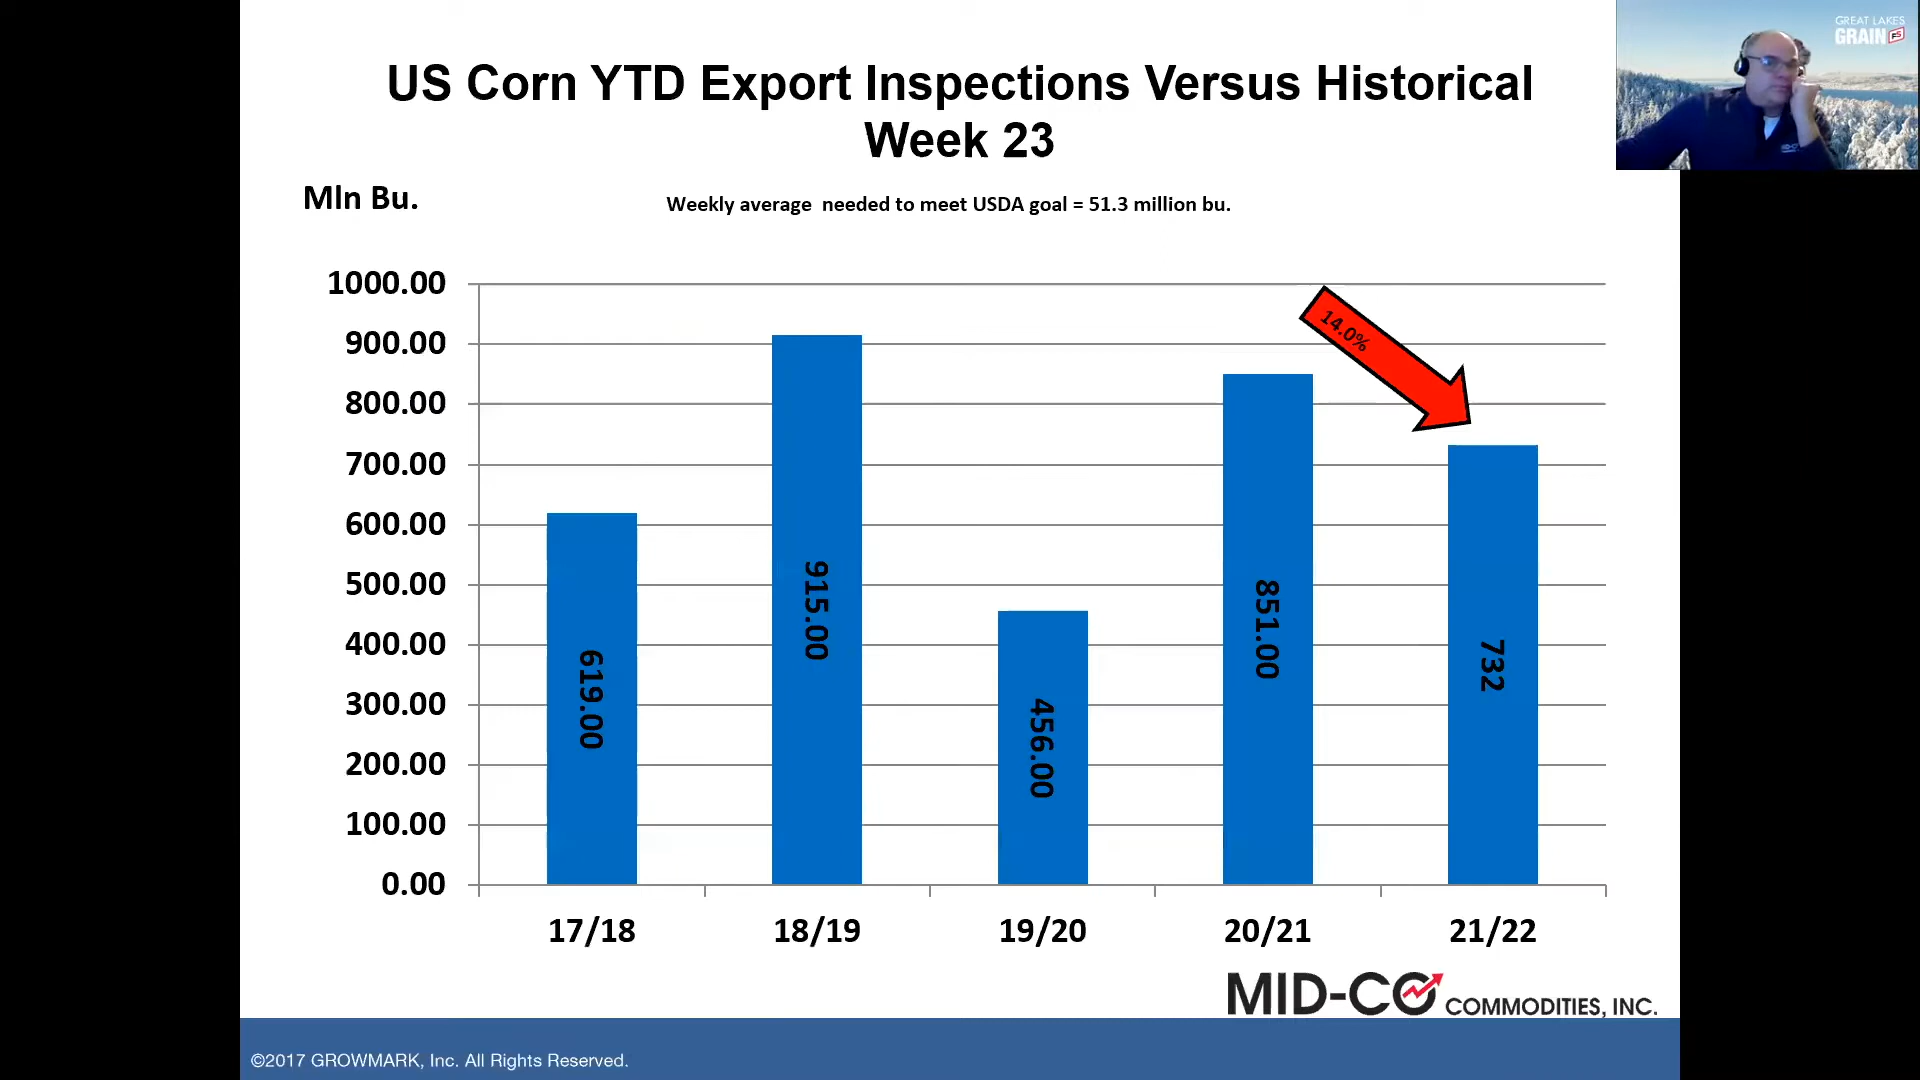 US Corn YTD Export Inspections Versus Historical
Week 23
GREAT LAKES
GRAIN FS
Mln Bu.
Weekly average needed to meet USDA goal = 51.3 million bu.
1000.00
900.00
800.00
700.00
600.00
500.00
400.00
300.00
200.00
100.00
0.00
14.0%
619.00
915.00
456.00
851.00
732
17/18
18/19
19/20
20/21
21/22
MID-CO COMMODITIES, INC.
©2017 GROWMARK, Inc. All Rights Reserved.